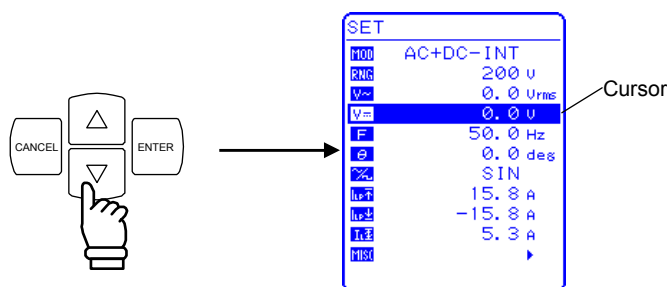 CANCEL
ENTER
SET
MOD AC+DC-INT
RNG 200 V
V~ 0.0 Vrms
V⎓ 0.0 V
F 50.0 Hz
θ 0.0 deg
SIN
15.8 A
-15.8 A
5.3 A
MISC
Cursor